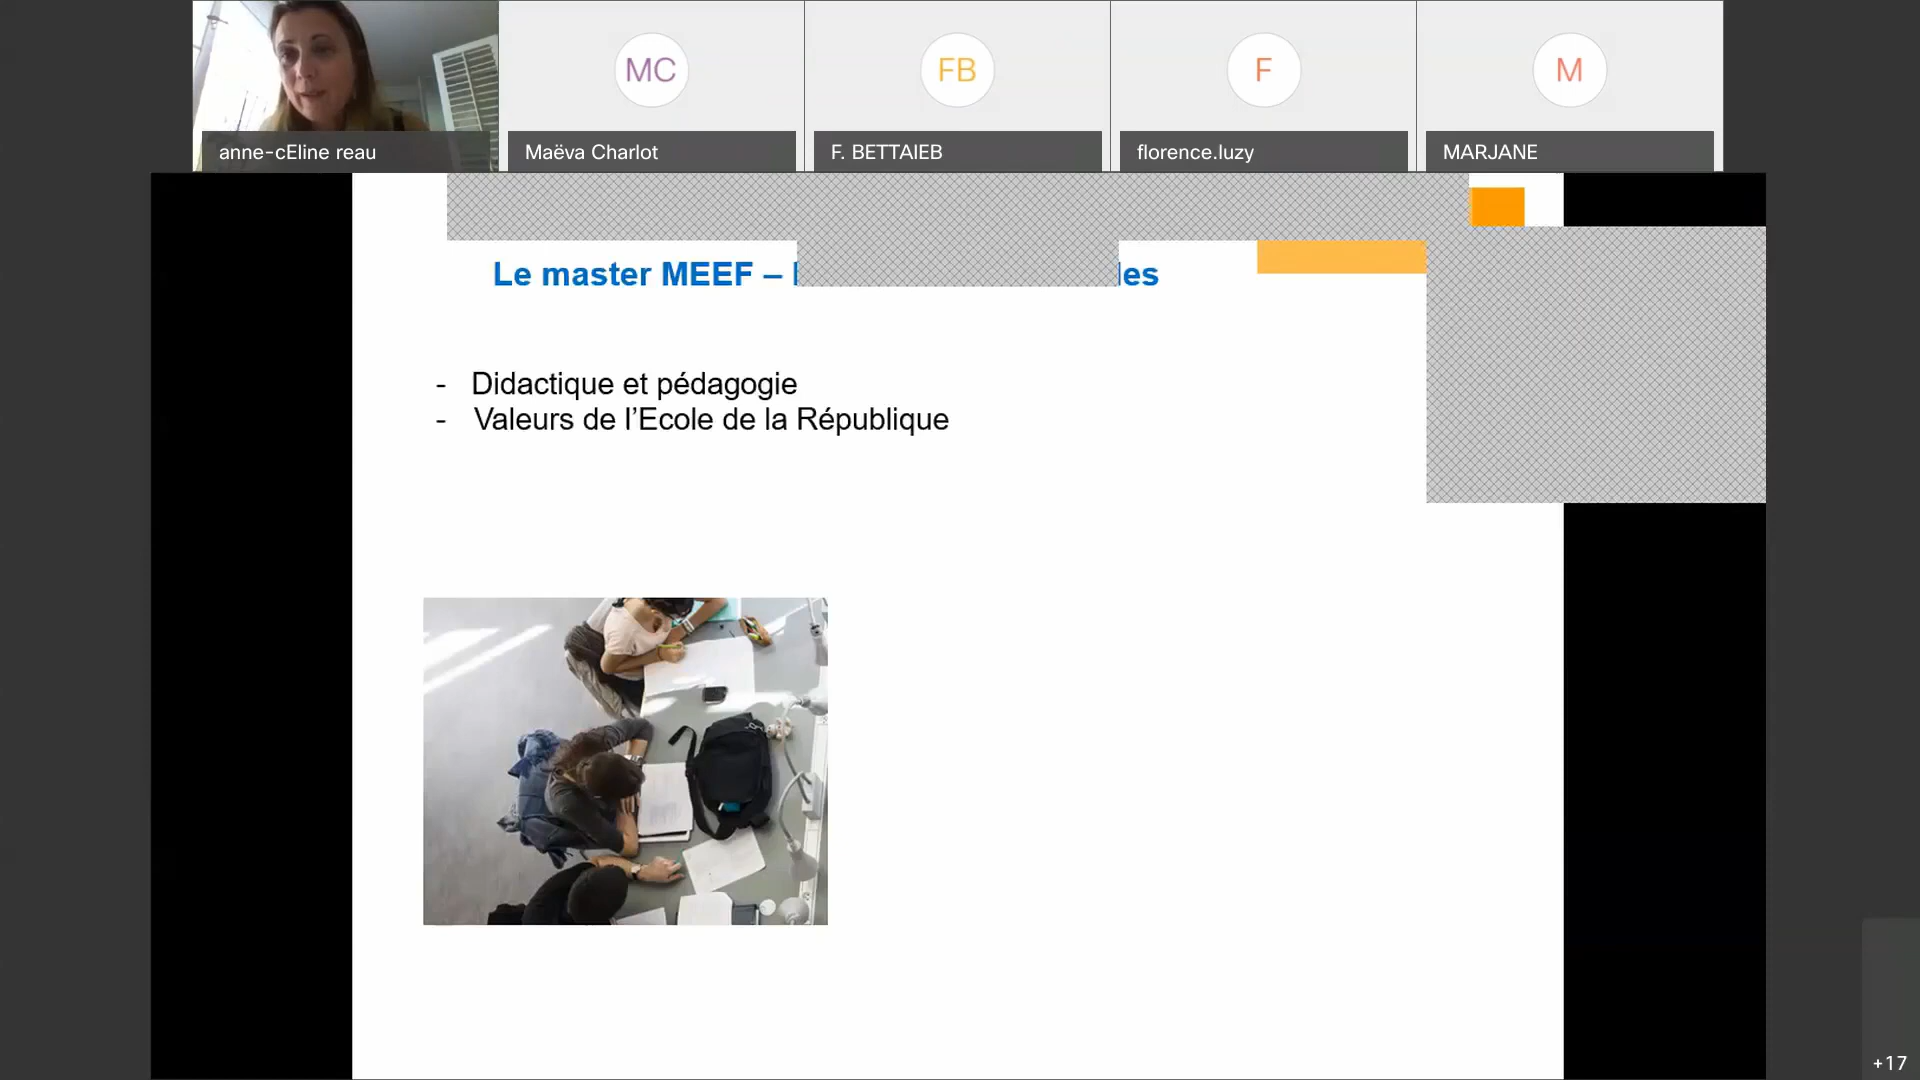 MC
FB
F
M
anne-cEline reau
Maëva Charlot
F. BETTAIEB
florence.luzy
MARJANE
Le master MEEF –
- Didactique et pédagogie
- Valeurs de l’Ecole de la République
+17